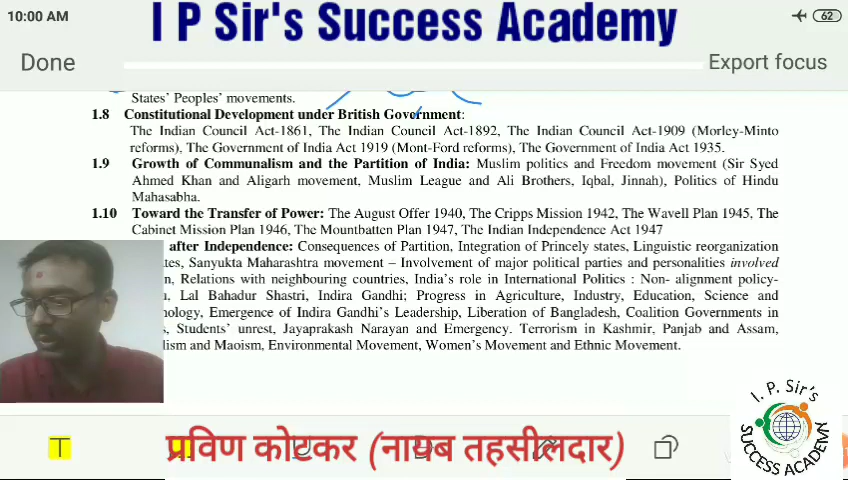 10:00 AM
I P Sir's Success Academy
62
Done
Export focus
States' Peoples' movements.
1.8 Constitutional Development under British Government:
The Indian Council Act-1861, The Indian Council Act-1892, The Indian Council Act-1909 (Morley-Minto
reforms), The Government of India Act 1919 (Mont-Ford reforms), The Government of India Act 1935.
1.9 Growth of Communalism and the Partition of India: Muslim politics and Freedom movement (Sir Syed
Ahmed Khan and Aligarh movement, Muslim League and Ali Brothers, Iqbal, Jinnah), Politics of Hindu
Mahasabha.
1.10 Toward the Transfer of Power: The August Offer 1940, The Cripps Mission 1942, The Wavell Plan 1945, The
Cabinet Mission Plan 1946, The Mountbatten Plan 1947, The Indian Independence Act 1947
after Independence: Consequences of Partition, Integration of Princely states, Linguistic reorganization
Sanyukta Maharashtra movement – Involvement of major political parties and personalities involved
Relations with neighbouring countries, India's role in International Politics : Non- alignment policy-
Lal Bahadur Shastri, Indira Gandhi; Progress in Agriculture, Industry, Education, Science and
Emergence of Indira Gandhi's Leadership, Liberation of Bangladesh, Coalition Governments in
Students' unrest, Jayaprakash Narayan and Emergency. Terrorism in Kashmir, Panjab and Assam,
and Maoism, Environmental Movement, Women's Movement and Ethnic Movement.
T
प्रविण कोष्टकर (नायब तहसीलदार)
I. P. Sir's
SUCCESS ACADEMY